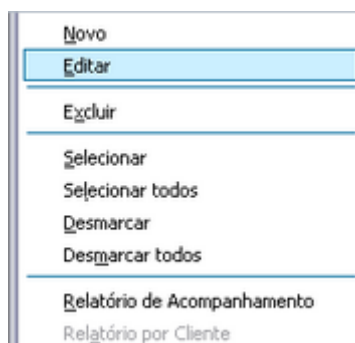 Novo
Editar
Excluir
Selecionar
Selecionar todos
Desmarcar
Desmarcar todos
Relatório de Acompanhamento
Relatório por Cliente